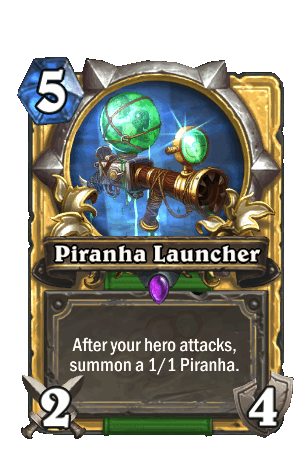 5
Piranha Launcher
After your hero attacks,
summon a 1/1 Piranha.
2
4